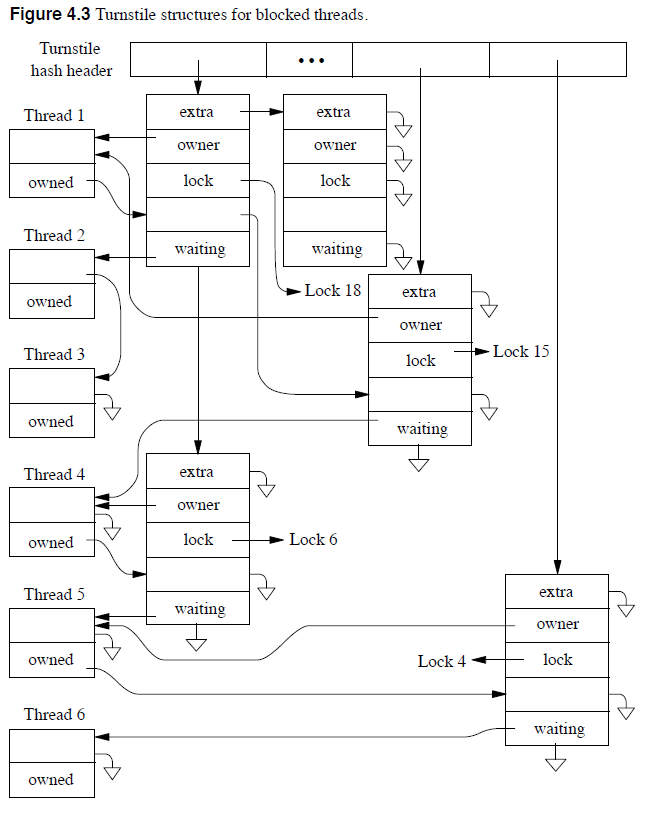 Figure 4.3 Turnstile structures for blocked threads.
Turnstile
hash header
• • •
Thread 1
owned
extra
owner
lock
waiting
extra
owner
lock
waiting
Thread 2
owned
Lock 18
extra
owner
lock
waiting
Lock 15
Thread 3
owned
Thread 4
owned
extra
owner
lock
waiting
Lock 6
Thread 5
owned
extra
owner
lock
waiting
Lock 4
Thread 6
owned